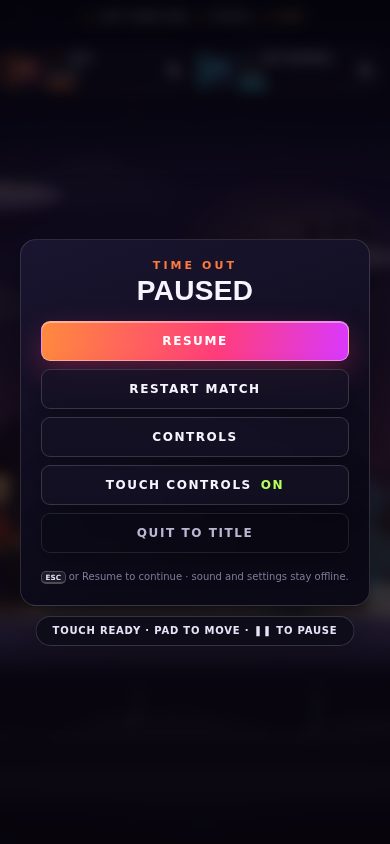 TIME OUT
PAUSED
RESUME
RESTART MATCH
CONTROLS
TOUCH CONTROLS ON
QUIT TO TITLE
ESC or Resume to continue · sound and settings stay offline.
TOUCH READY · PAD TO MOVE · ❚❚ TO PAUSE